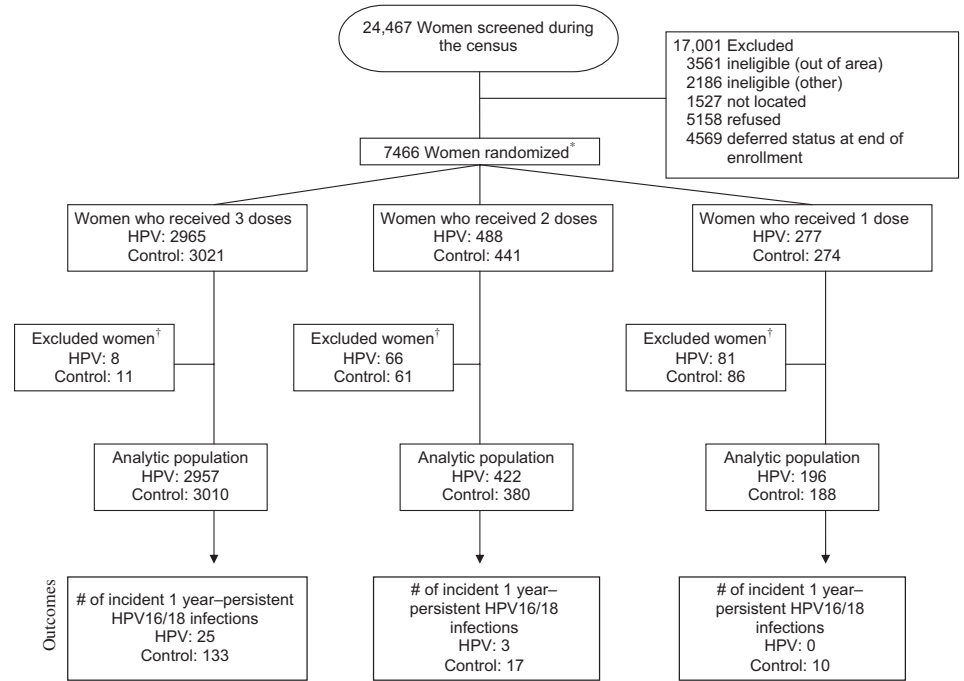 24,467 Women screened during
the census
17,001 Excluded
3561 ineligible (out of area)
2186 ineligible (other)
1527 not located
5158 refused
4569 deferred status at end of
enrollment
7466 Women randomized*
Women who received 3 doses
HPV: 2965
Control: 3021
Women who received 2 doses
HPV: 488
Control: 441
Women who received 1 dose
HPV: 277
Control: 274
Excluded women†
HPV: 8
Control: 11
Excluded women†
HPV: 66
Control: 61
Excluded women†
HPV: 81
Control: 86
Analytic population
HPV: 2957
Control: 3010
Analytic population
HPV: 422
Control: 380
Analytic population
HPV: 196
Control: 188
Outcomes
# of incident 1 year–persistent
HPV16/18 infections
HPV: 25
Control: 133
# of incident 1 year–
persistent HPV16/18
infections
HPV: 3
Control: 17
# of incident 1 year–
persistent HPV16/18
infections
HPV: 0
Control: 10